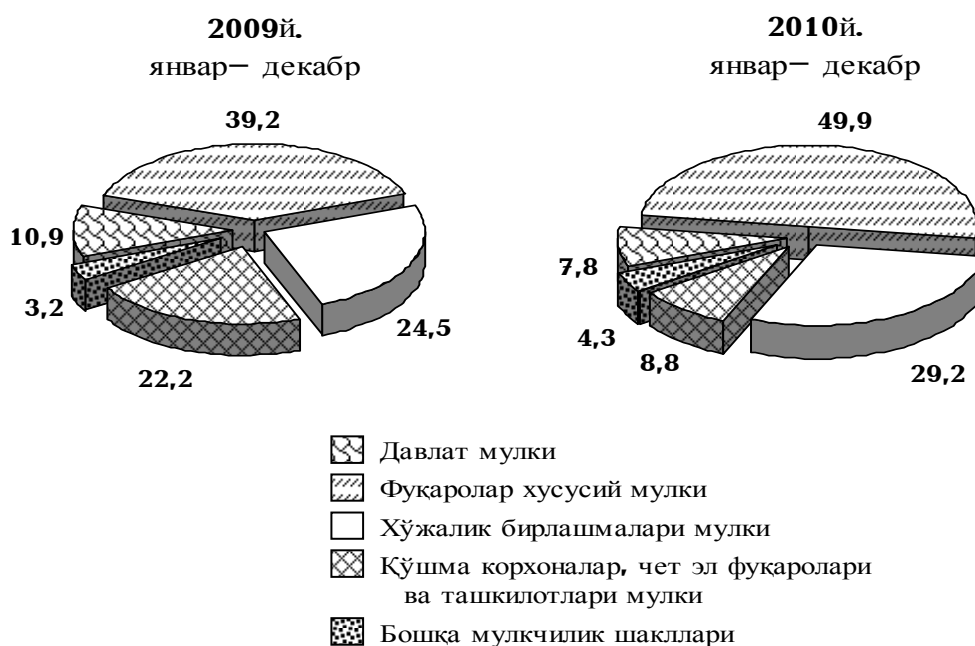 2009й.
январ— декабр
39,2
10,9
3,2
22,2
24,5
2010й.
январ— декабр
49,9
7,8
4,3
8,8
29,2
Давлат мулки
Фуқаролар хусусий мулки
Хўжалик бирлашмалари мулки
Қўшма корхоналар, чет эл фуқаролари
ва ташкилотлари мулки
Бошқа мулкчилик шакллари